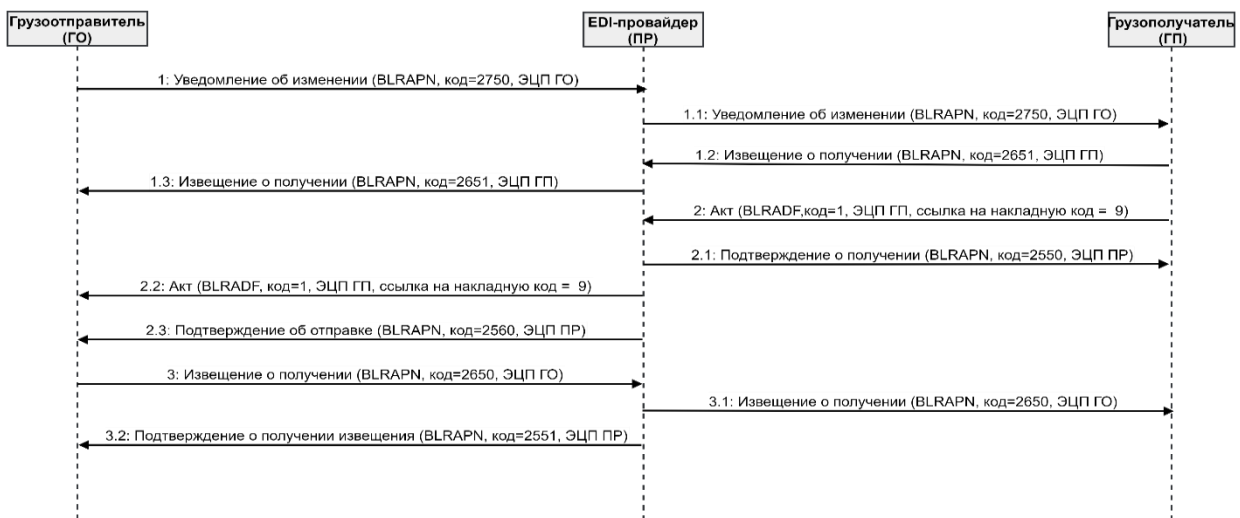 Грузоотправитель
(ГО)
EDI-провайдер
(ПР)
Грузополучатель
(ГП)
1: Уведомление об изменении (BLRAPN, код=2750, ЭЦП ГО)
1.1: Уведомление об изменении (BLRAPN, код=2750, ЭЦП ГО)
1.2: Извещение о получении (BLRAPN, код=2651, ЭЦП ГП)
1.3: Извещение о получении (BLRAPN, код=2651, ЭЦП ГП)
2: Акт (BLRADF,код=1, ЭЦП ГП, ссылка на накладную код = 9)
2.1: Подтверждение о получении (BLRAPN, код=2550, ЭЦП ПР)
2.2: Акт (BLRADF, код=1, ЭЦП ГП, ссылка на накладную код = 9)
2.3: Подтверждение об отправке (BLRAPN, код=2560, ЭЦП ПР)
3: Извещение о получении (BLRAPN, код=2650, ЭЦП ГО)
3.1: Извещение о получении (BLRAPN, код=2650, ЭЦП ГО)
3.2: Подтверждение о получении извещения (BLRAPN, код=2551, ЭЦП ПР)